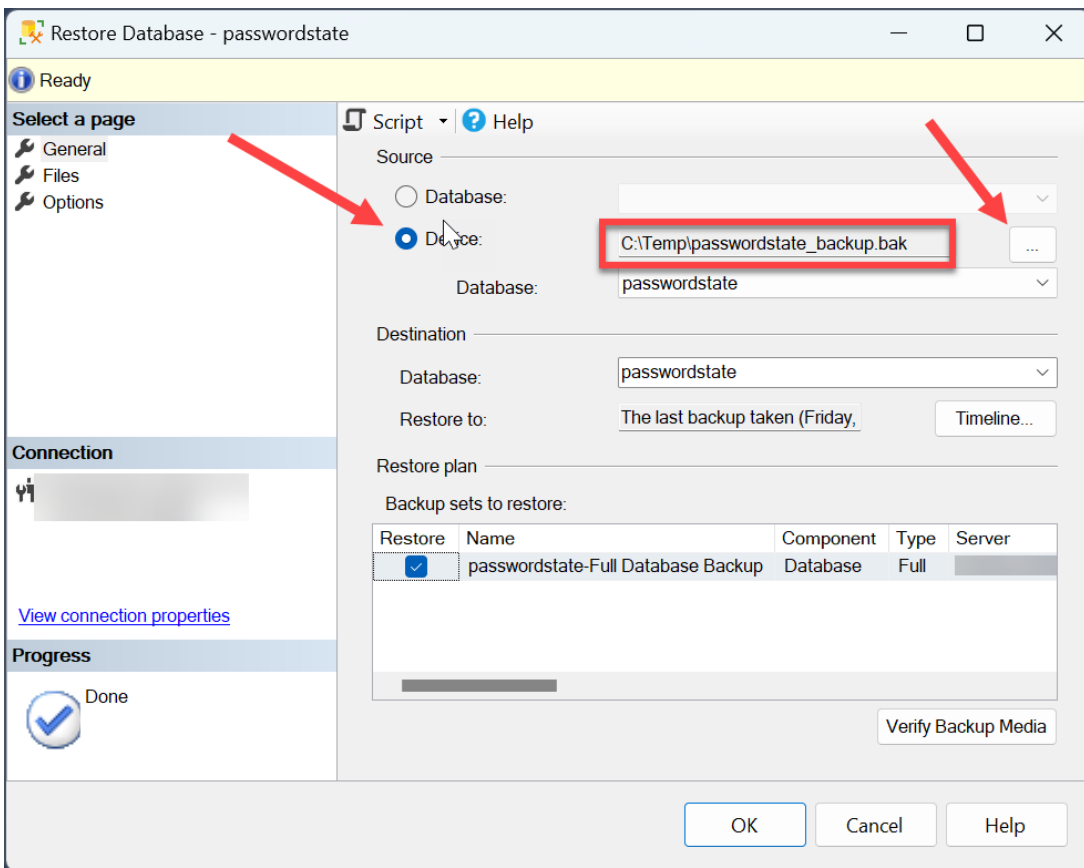 Restore Database - passwordstate
Ready
Select a page
General
Files
Options
Script
Help
Source
Database:
Device:
C:\Temp\passwordstate_backup.bak
...
Database:
passwordstate
Destination
Database:
passwordstate
Restore to:
The last backup taken (Friday,
Timeline...
Restore plan
Backup sets to restore:
Restore Name Component Type Server
passwordstate-Full Database Backup Database Full
Verify Backup Media
Connection
View connection properties
Progress
Done
OK Cancel Help